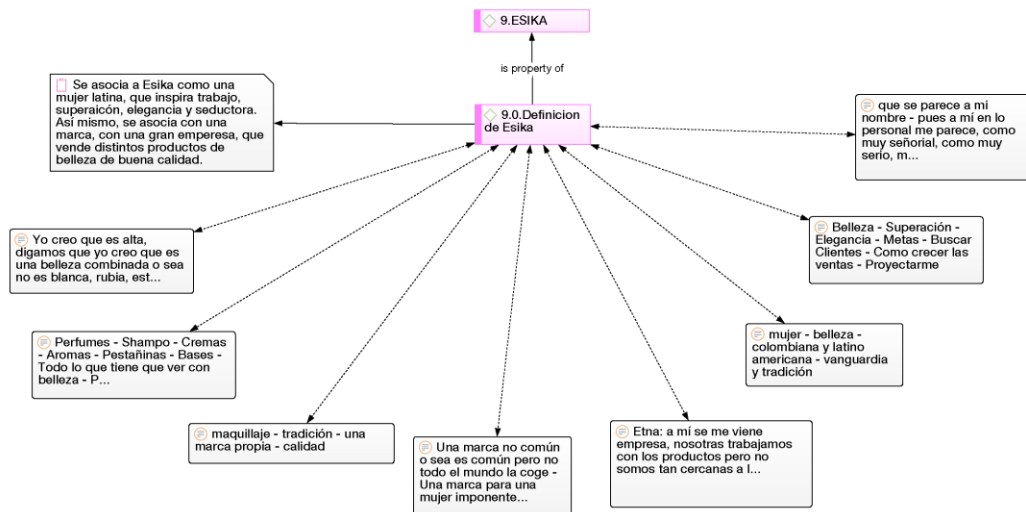 9.ESIKA
is property of
Se asocia a Esika como una
mujer latina, que inspira trabajo,
superaicón, elegancia y seductora.
Así mismo, se asocia con una
marca, con una gran emperesa, que
vende distintos productos de
belleza de buena calidad.
9.0.Definicion
de Esika
que se parece a mi
nombre - pues a mí en lo
personal me parece, como
muy señorial, como muy
serio, m...
Yo creo que es alta,
digamos que yo creo que es
una belleza combinada o sea
no es blanca, rubia, est...
Belleza - Superación -
Elegancia - Metas - Buscar
Clientes - Como crecer las
ventas - Proyectarme
Perfumes - Shampo - Cremas
- Aromas - Pestañinas - Bases -
Todo lo que tiene que ver con
belleza - P...
mujer - belleza -
colombiana y latino
americana - vanguardia
y tradición
maquillaje - tradición - una
marca propia - calidad
Una marca no común
o sea es común pero no
todo el mundo la coge -
Una marca para una
mujer imponente...
Etna: a mí se me viene
empresa, nosotras trabajamos
con los productos pero no
somos tan cercanas a l...